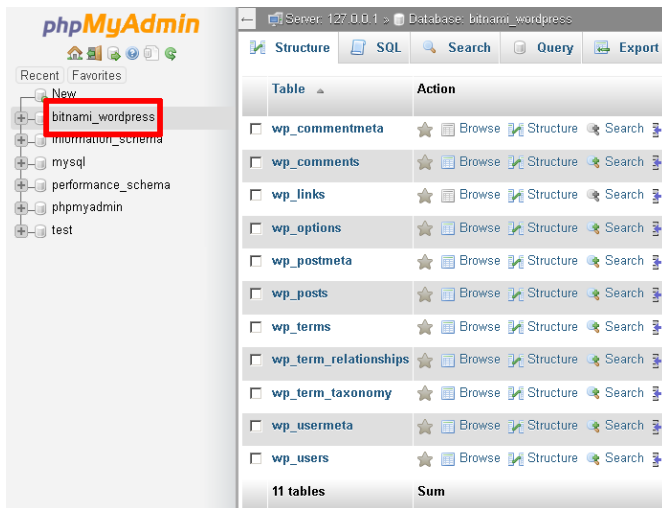 phpMyAdmin
Recent Favorites
New
bitnami_wordpress
information_schema
mysql
performance_schema
phpmyadmin
test
← Server: 127.0.0.1 » Database: bitnami_wordpress
Structure SQL Search Query Export
Table Action
wp_commentmeta Browse Structure Search
wp_comments Browse Structure Search
wp_links Browse Structure Search
wp_options Browse Structure Search
wp_postmeta Browse Structure Search
wp_posts Browse Structure Search
wp_terms Browse Structure Search
wp_term_relationships Browse Structure Search
wp_term_taxonomy Browse Structure Search
wp_usermeta Browse Structure Search
wp_users Browse Structure Search
11 tables Sum